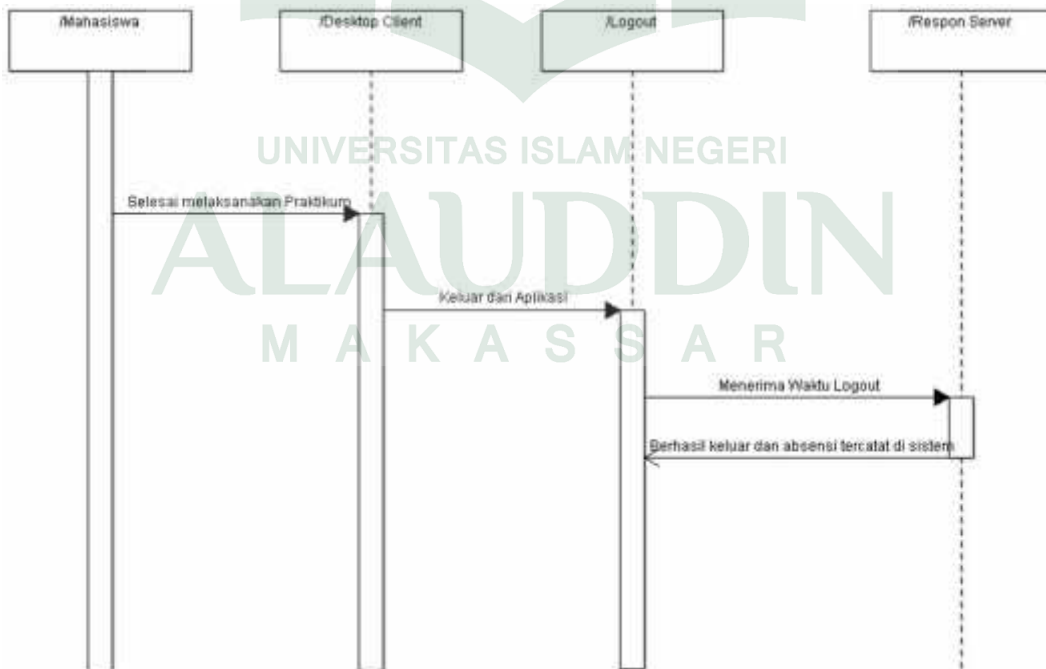 /Mahasiswa
/Desktop Client
/Logout
/Respon Server
UNIVERSITAS ISLAM NEGERI
Selesai melaksanakan Praktikum
ALAUDDIN
Keluar dari Aplikasi
MAKASSAR
Menerima Waktu Logout
Berhasil keluar dan absensi tercatat di sistem